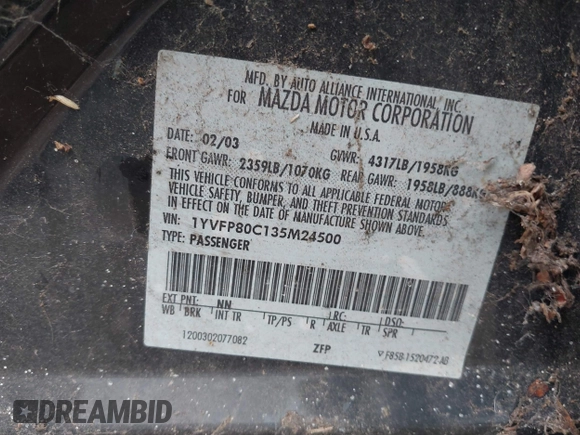 MFD. BY AUTO ALLIANCE INTERNATIONAL, INC.
FOR MAZDA MOTOR CORPORATION
MADE IN U.S.A.
DATE: 02/03 GVWR: 4317LB/1958KG
FRONT GAWR: 2359LB/1070KG REAR GAWR: 1958LB/888KG
THIS VEHICLE CONFORMS TO ALL APPLICABLE FEDERAL MOTOR
VEHICLE SAFETY, BUMPER, AND THEFT PREVENTION STANDARDS
IN EFFECT ON THE DATE OF MANUFACTURE SHOWN ABOVE.
VIN: 1YVFP80C135M24500
TYPE: PASSENGER
EXT PNT: NN RC: DSO:
WB BRK INT TR TP/PS R AXLE TR SPR
1200302077082 ZFP F85B-1520472-AB
DREAMBID